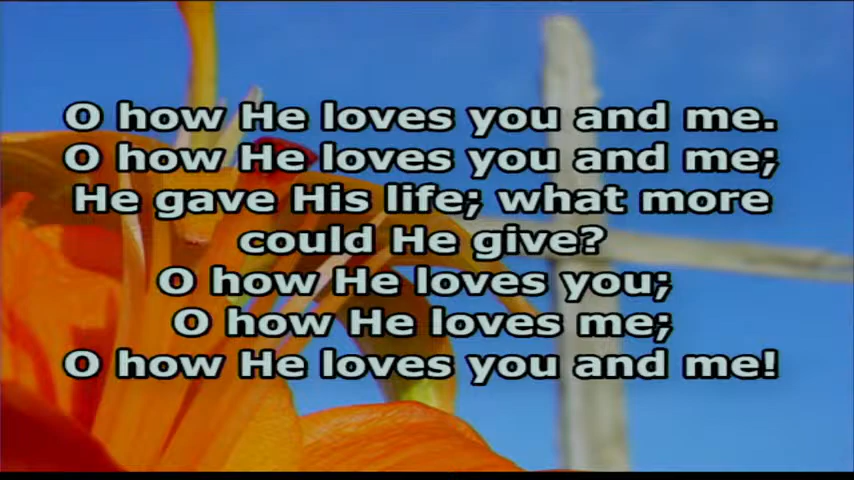 O how He loves you and me.
O how He loves you and me;
He gave His life; what more
could He give?
O how He loves you;
O how He loves me;
O how He loves you and me!